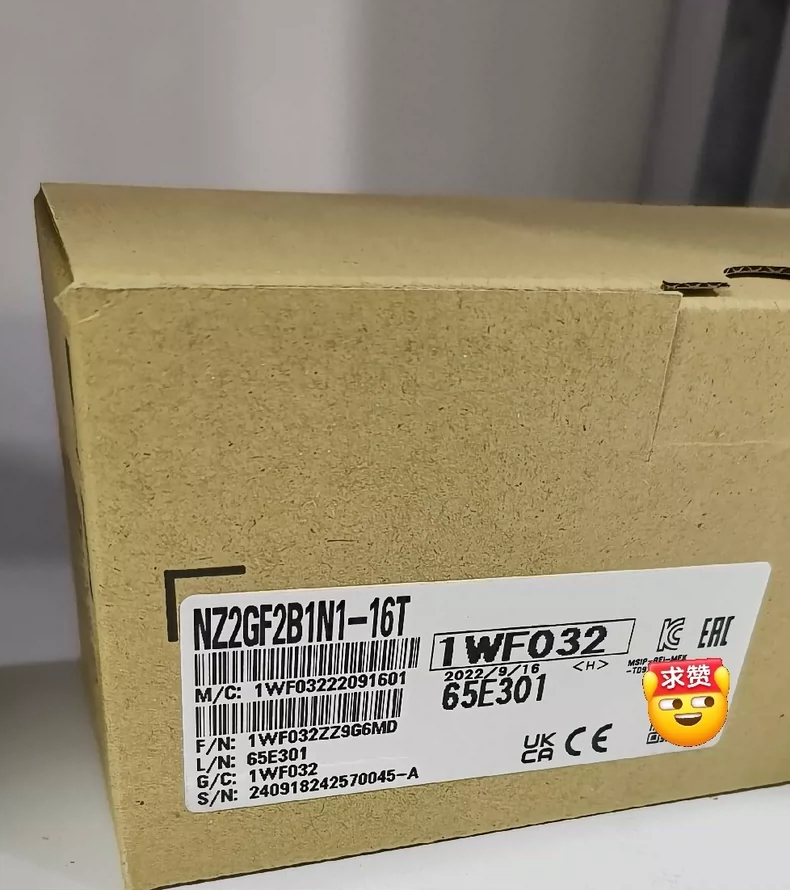 NZ2GF2B1N1-16T
1WF032
2022/9/16 <H>
65E301
M/C: 1WF03222091601
F/N: 1WF032ZZ9G6MD
L/N: 65E301
G/C: 1WF032
S/N: 240918242570045-A
EAC
UK
CA
CE
求赞